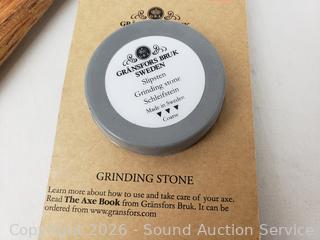 GRÄNSFORS BRUK
SWEDEN
Slipsten
Grinding stone
Schleifstein
Made in Sweden
Coarse
GRINDING STONE
Learn more about how to use and take care of your axe.
Read The Axe Book from Gränsfors Bruk. It can be
ordered from www.gransfors.com
Copyright 2026 - Sound Auction Service